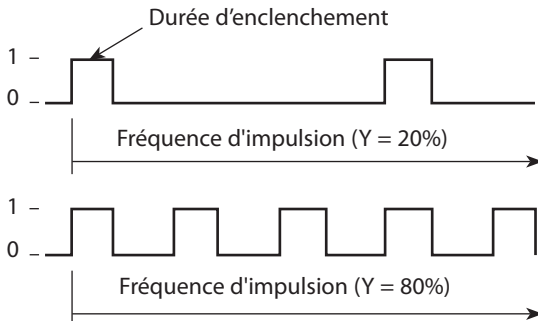 Durée d’enclenchement
1 –
0 –
Fréquence d'impulsion (Y = 20%)
1 –
0 –
Fréquence d'impulsion (Y = 80%)